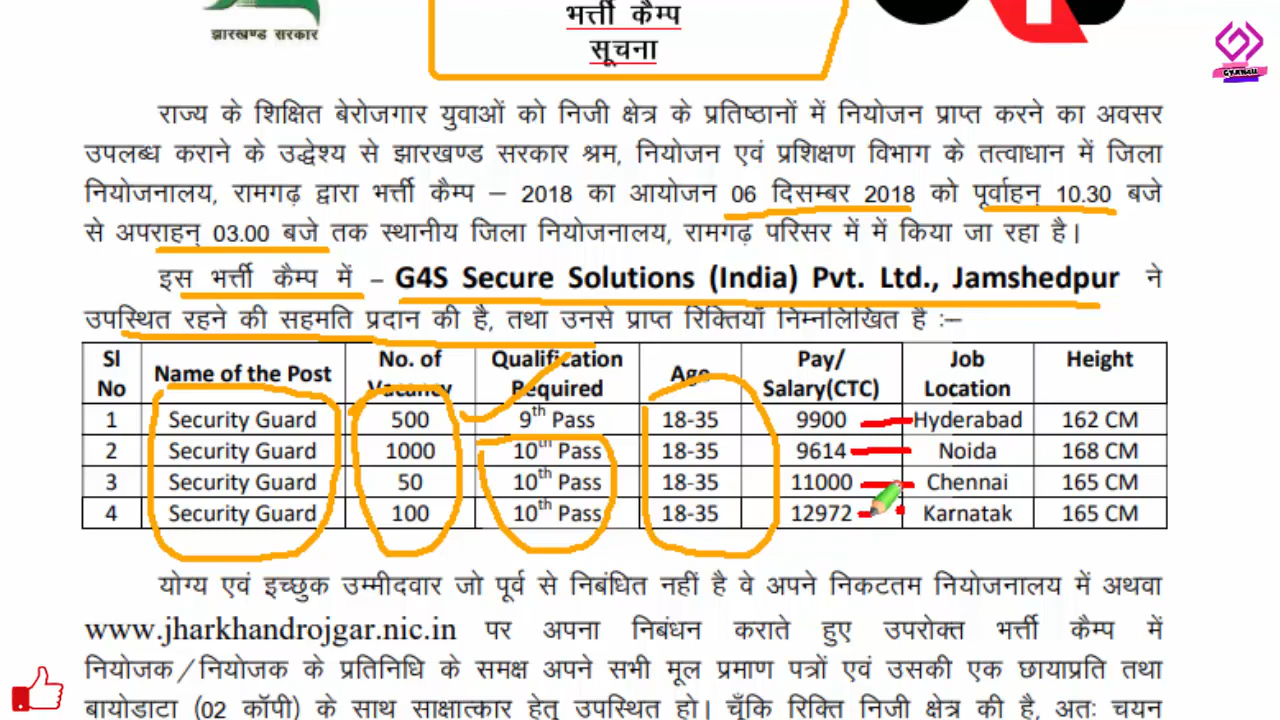 झारखण्ड सरकार
भर्त्ती कैम्प
सूचना
GYANALL
राज्य के शिक्षित बेरोजगार युवाओं को निजी क्षेत्र के प्रतिष्ठानों में नियोजन प्राप्त करने का अवसर
उपलब्ध कराने के उद्धेश्य से झारखण्ड सरकार श्रम, नियोजन एवं प्रशिक्षण विभाग के तत्वाधान में जिला
नियोजनालय, रामगढ़ द्वारा भर्त्ती कैम्प – 2018 का आयोजन 06 दिसम्बर 2018 को पूर्वाहन् 10.30 बजे
से अपराहन् 03.00 बजे तक स्थानीय जिला नियोजनालय, रामगढ़ परिसर में में किया जा रहा है।
इस भर्त्ती कैम्प में – G4S Secure Solutions (India) Pvt. Ltd., Jamshedpur ने
उपस्थित रहने की सहमति प्रदान की है, तथा उनसे प्राप्त रिक्तियाँ निम्नलिखित है :–
Sl No Name of the Post No. of Vacancy Qualification Required Age Pay/ Salary(CTC) Job Location Height
1 Security Guard 500 9th Pass 18-35 9900 Hyderabad 162 CM
2 Security Guard 1000 10th Pass 18-35 9614 Noida 168 CM
3 Security Guard 50 10th Pass 18-35 11000 Chennai 165 CM
4 Security Guard 100 10th Pass 18-35 12972 Karnatak 165 CM
योग्य एवं इच्छुक उम्मीदवार जो पूर्व से निबंधित नहीं है वे अपने निकटतम नियोजनालय में अथवा
www.jharkhandrojgar.nic.in पर अपना निबंधन कराते हुए उपरोक्त भर्त्ती कैम्प में
नियोजक/नियोजक के प्रतिनिधि के समक्ष अपने सभी मूल प्रमाण पत्रों एवं उसकी एक छायाप्रति तथा
बायोडाटा (02 कॉपी) के साथ साक्षात्कार हेतु उपस्थित हो। चूँकि रिक्ति निजी क्षेत्र की है, अतः चयन